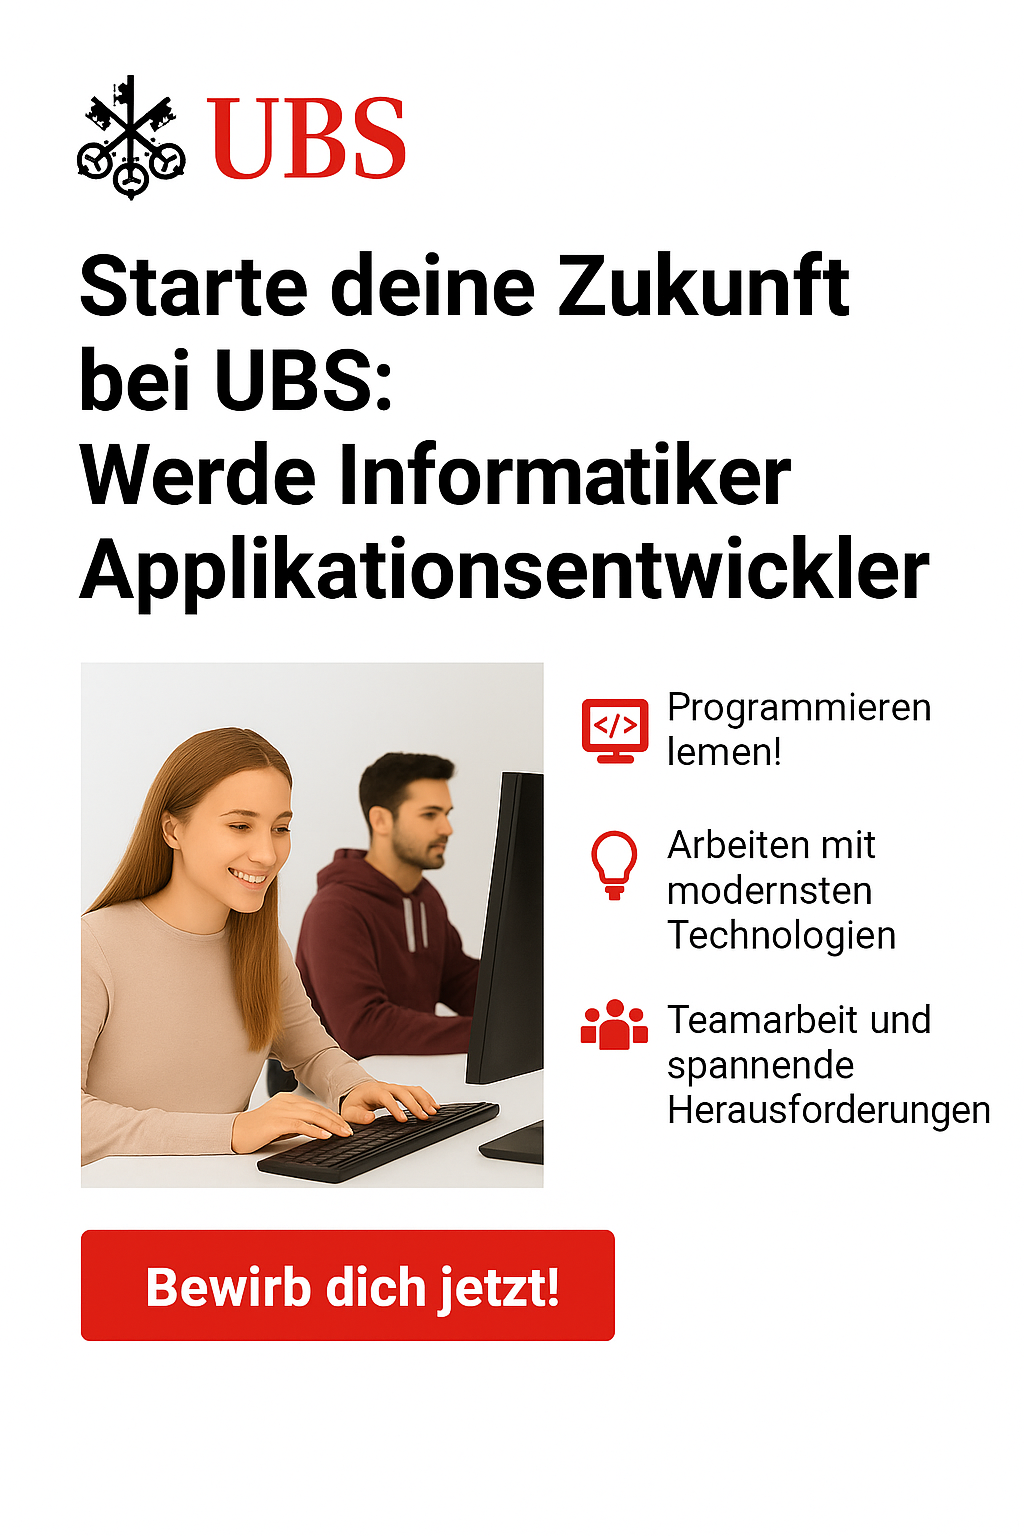 UBS
Starte deine Zukunft
bei UBS:
Werde Informatiker
Applikationsentwickler
</>
Programmieren
lemen!
Arbeiten mit
modernsten
Technologien
Teamarbeit und
spannende
Herausforderungen
Bewirb dich jetzt!